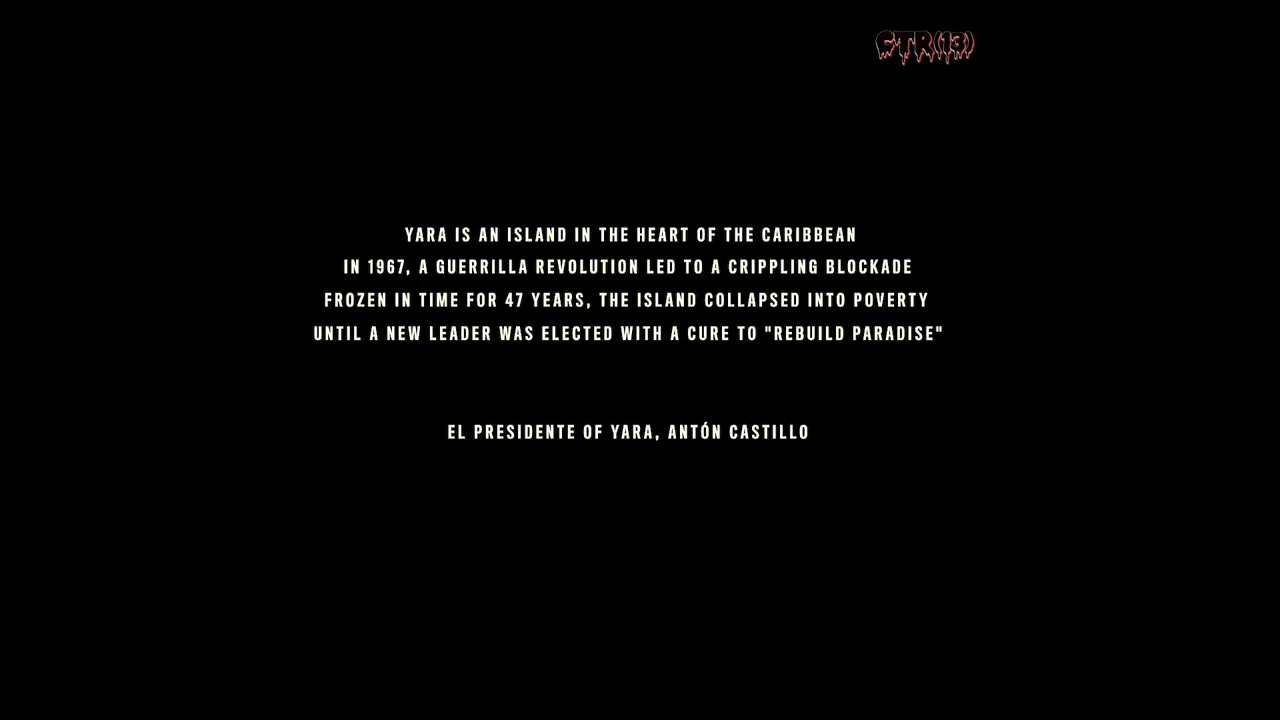 CTR(13)
YARA IS AN ISLAND IN THE HEART OF THE CARIBBEAN
IN 1967, A GUERRILLA REVOLUTION LED TO A CRIPPLING BLOCKADE
FROZEN IN TIME FOR 47 YEARS, THE ISLAND COLLAPSED INTO POVERTY
UNTIL A NEW LEADER WAS ELECTED WITH A CURE TO "REBUILD PARADISE"
EL PRESIDENTE OF YARA, ANTÓN CASTILLO